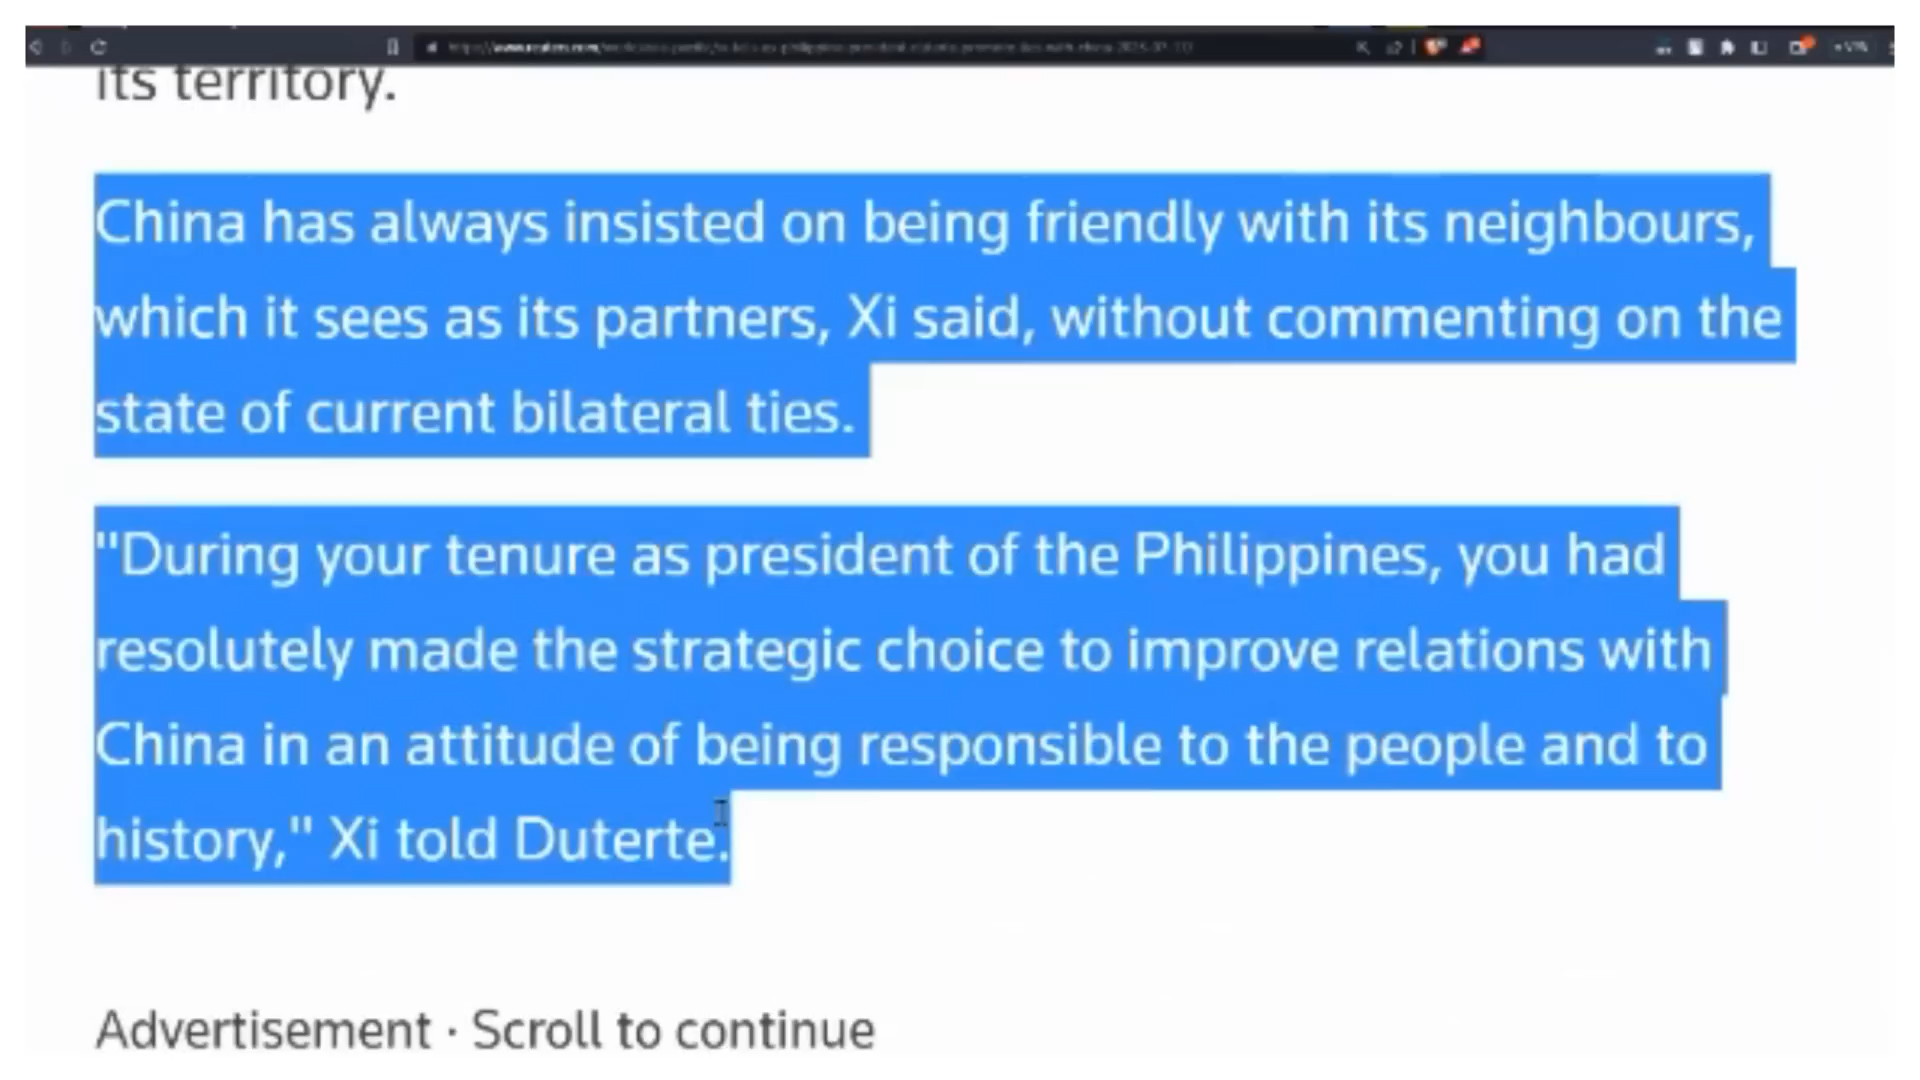 its territory.
China has always insisted on being friendly with its neighbours,
which it sees as its partners, Xi said, without commenting on the
state of current bilateral ties.
"During your tenure as president of the Philippines, you had
resolutely made the strategic choice to improve relations with
China in an attitude of being responsible to the people and to
history," Xi told Duterte.
Advertisement · Scroll to continue